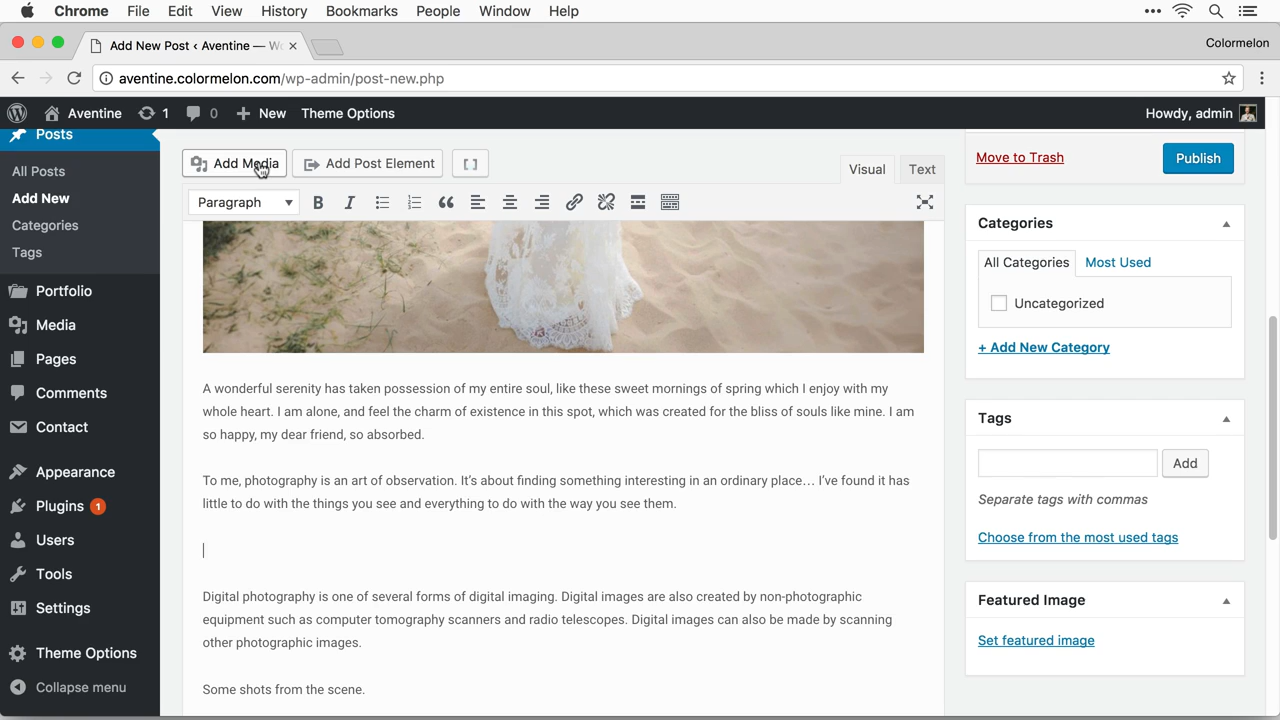 Chrome File Edit View History Bookmarks People Window Help
Add New Post ‹ Aventine — W
Colormelon
aventine.colormelon.com/wp-admin/post-new.php
Aventine 1 0 New Theme Options Howdy, admin
Posts
All Posts
Add New
Categories
Tags
Portfolio
Media
Pages
Comments
Contact
Appearance
Plugins 1
Users
Tools
Settings
Theme Options
Collapse menu
Add Media Add Post Element [ ]
Visual Text
Paragraph B I
A wonderful serenity has taken possession of my entire soul, like these sweet mornings of spring which I enjoy with my
whole heart. I am alone, and feel the charm of existence in this spot, which was created for the bliss of souls like mine. I am
so happy, my dear friend, so absorbed.
To me, photography is an art of observation. It's about finding something interesting in an ordinary place… I've found it has
little to do with the things you see and everything to do with the way you see them.
Digital photography is one of several forms of digital imaging. Digital images are also created by non-photographic
equipment such as computer tomography scanners and radio telescopes. Digital images can also be made by scanning
other photographic images.
Some shots from the scene.
Move to Trash Publish
Categories
All Categories Most Used
Uncategorized
+ Add New Category
Tags
Add
Separate tags with commas
Choose from the most used tags
Featured Image
Set featured image